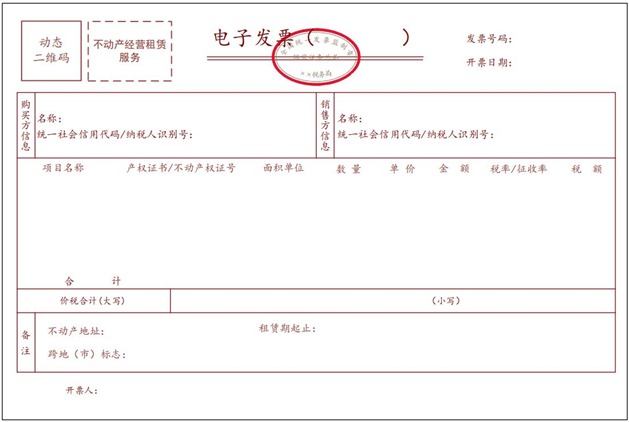 动态
二维码
不动产经营租赁
服务
电子发票（ ）
发票号码：
开票日期：
购买方信息
名称：
统一社会信用代码/纳税人识别号：
销售方信息
名称：
统一社会信用代码/纳税人识别号：
项目名称 产权证书/不动产权证号 面积单位 数量 单价 金额 税率/征收率 税额
合计
价税合计(大写) （小写）
备注
不动产地址： 租赁期起止：
跨地（市）标志：
开票人：